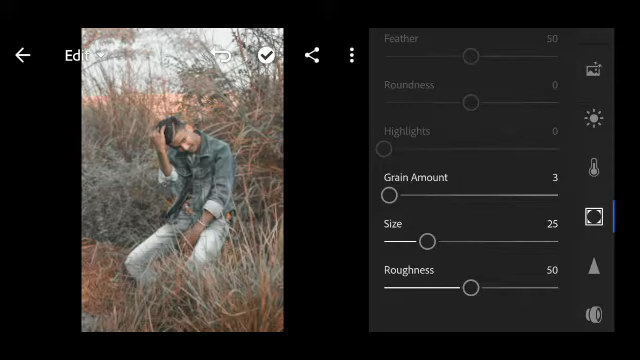 Edit
Feather 50
Roundness 0
Highlights 0
Grain Amount 3
Size 25
Roughness 50